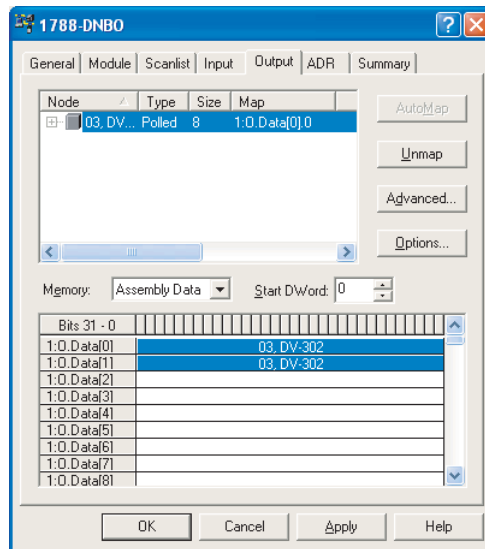 1788-DNBO
General Module Scanlist Input Output ADR Summary
Node Type Size Map
03, DV... Polled 8 1:O.Data[0].0
AutoMap
Unmap
Advanced...
Options...
Memory: Assembly Data Start DWord: 0
Bits 31 - 0
1:O.Data[0] 03, DV-302
1:O.Data[1] 03, DV-302
1:O.Data[2]
1:O.Data[3]
1:O.Data[4]
1:O.Data[5]
1:O.Data[6]
1:O.Data[7]
1:O.Data[8]
OK Cancel Apply Help